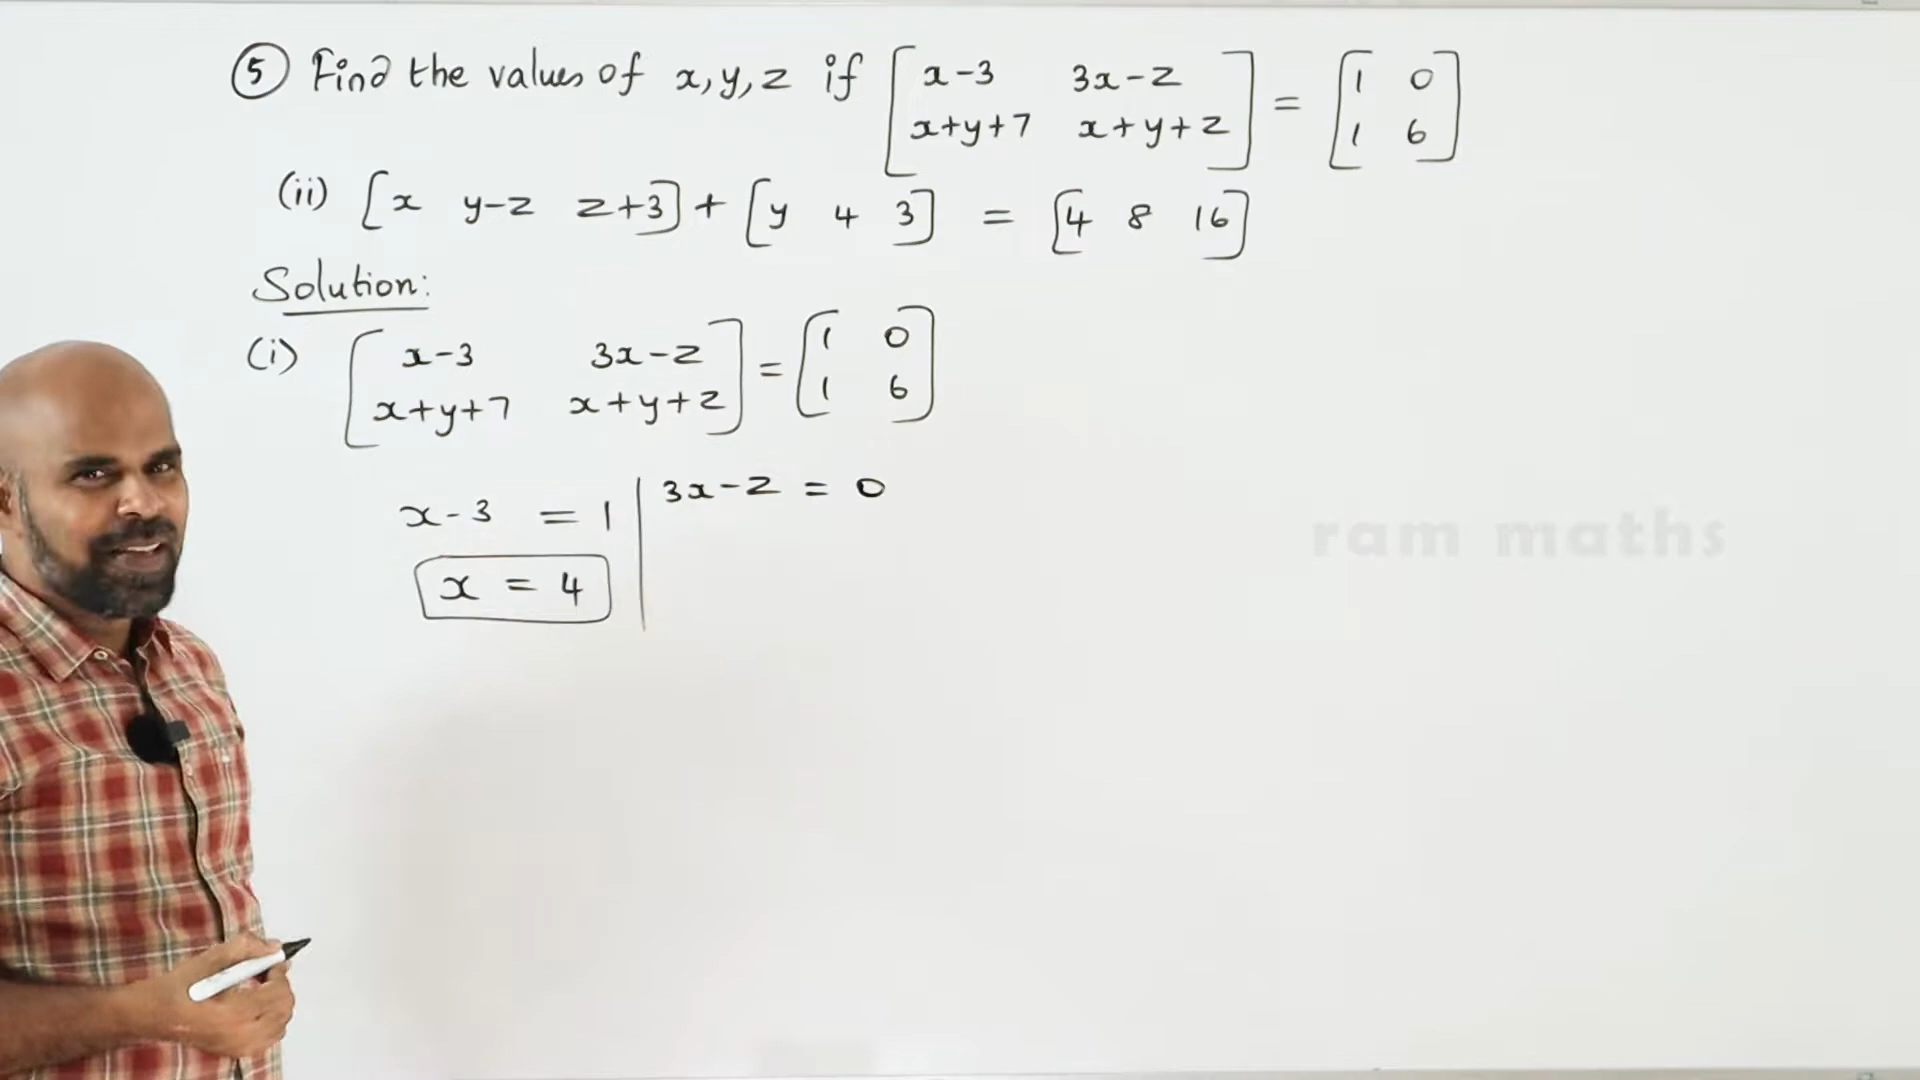 ⑤ Find the values of x, y, z if [x-3 3x-z
x+y+7 x+y+z] = [1 0
1 6]
(ii) [x y-z z+3] + [y 4 3] = [4 8 16]
Solution:
(i) [x-3 3x-z
x+y+7 x+y+z] = [1 0
1 6]
x-3 = 1 | 3x-z = 0
x = 4
ram maths